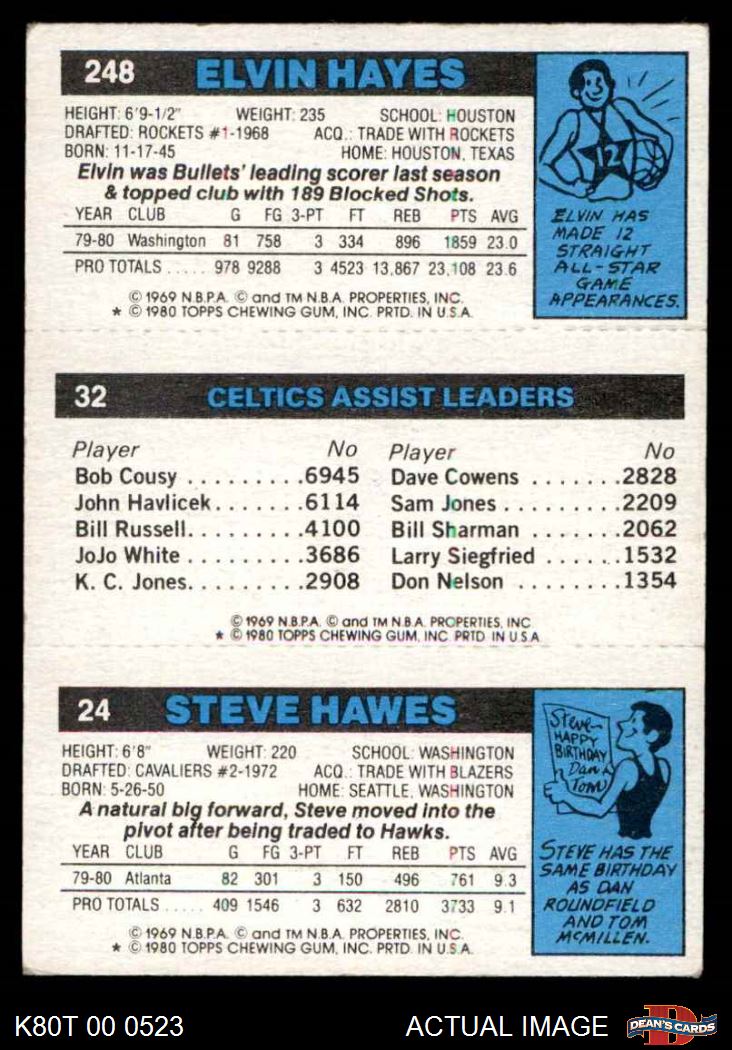 248 ELVIN HAYES
HEIGHT: 6'9-1/2" WEIGHT: 235 SCHOOL: HOUSTON
DRAFTED: ROCKETS #1-1968 ACQ.: TRADE WITH ROCKETS
BORN: 11-17-45 HOME: HOUSTON, TEXAS
Elvin was Bullets' leading scorer last season
& topped club with 189 Blocked Shots.
YEAR CLUB G FG 3-PT FT REB PTS AVG
79-80 Washington 81 758 3 334 896 1859 23.0
PRO TOTALS ..... 978 9288 3 4523 13,867 23,108 23.6
© 1969 N.B.P.A. © and TM N.B.A. PROPERTIES, INC.
* © 1980 TOPPS CHEWING GUM, INC. PRTD. IN U.S.A.
12
ELVIN HAS
MADE 12
STRAIGHT
ALL-STAR
GAME
APPEARANCES.
32 CELTICS ASSIST LEADERS
Player No Player No
Bob Cousy .........6945 Dave Cowens .......2828
John Havlicek.......6114 Sam Jones .........2209
Bill Russell.........4100 Bill Sharman .......2062
JoJo White .........3686 Larry Siegfried .....1532
K. C. Jones.........2908 Don Nelson ........1354
© 1969 N.B.P.A. © and TM N.B.A. PROPERTIES, INC
* © 1980 TOPPS CHEWING GUM, INC PRTD IN U.S.A
24 STEVE HAWES
HEIGHT: 6'8" WEIGHT: 220 SCHOOL: WASHINGTON
DRAFTED: CAVALIERS #2-1972 ACQ.: TRADE WITH BLAZERS
BORN: 5-26-50 HOME: SEATTLE, WASHINGTON
A natural big forward, Steve moved into the
pivot after being traded to Hawks.
YEAR CLUB G FG 3-PT FT REB PTS AVG
79-80 Atlanta 82 301 3 150 496 761 9.3
PRO TOTALS ..... 409 1546 3 632 2810 3733 9.1
© 1969 N.B.P.A. © and TM N.B.A. PROPERTIES, INC.
* © 1980 TOPPS CHEWING GUM, INC. PRTD. IN U.S.A.
Steve-
HAPPY
BIRTHDAY
Dan &
Tom
STEVE HAS THE
SAME BIRTHDAY
AS DAN
ROUNDFIELD
AND TOM
McMILLEN.
K80T 00 0523 ACTUAL IMAGE D DEAN'S CARDS